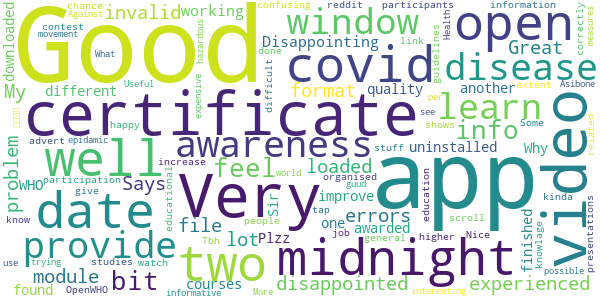 downloaded
contest
Against
movement
chance
What
Useful
Good
invalid
hazardous
expensive
confusing
reddit
participants
information
working
window
open
Disappointing
link
Health
done
guidelines
Great
correctly
measures
My
different
covid
disease
format
quality
another
extent
Asibone
certificate
difficult
per
see
learn
info
related
Some
problem
advert
epidemic
happy
awareness
shows
uninstalled
Why
stuff
well
increase
feel
loaded
app
video
WHO
participation
Says
educational
world
Sir
organised
guud
improve
education
tap
kinda
give
Very
errors
scroll
date
file
one
awarded
people
Tbh
job
higher
Nice
knowlage
finished
presentations
know
provide
lot
Plzz
general
two
midnight
use
trying
studies
watch
module
bit
courses
disappointed
experienced
possible
found
OpenWHO
informative
More
interesting